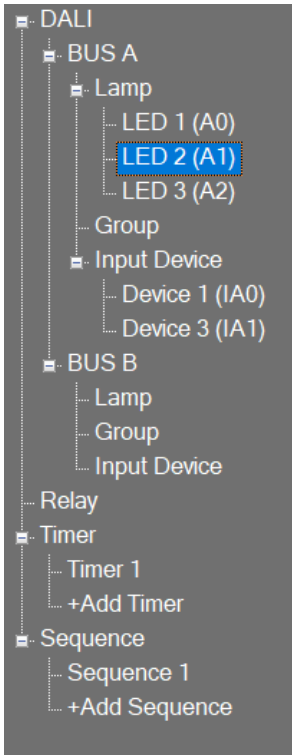 DALI
BUS A
Lamp
LED 1 (A0)
LED 2 (A1)
LED 3 (A2)
Group
Input Device
Device 1 (IA0)
Device 3 (IA1)
BUS B
Lamp
Group
Input Device
Relay
Timer
Timer 1
+Add Timer
Sequence
Sequence 1
+Add Sequence